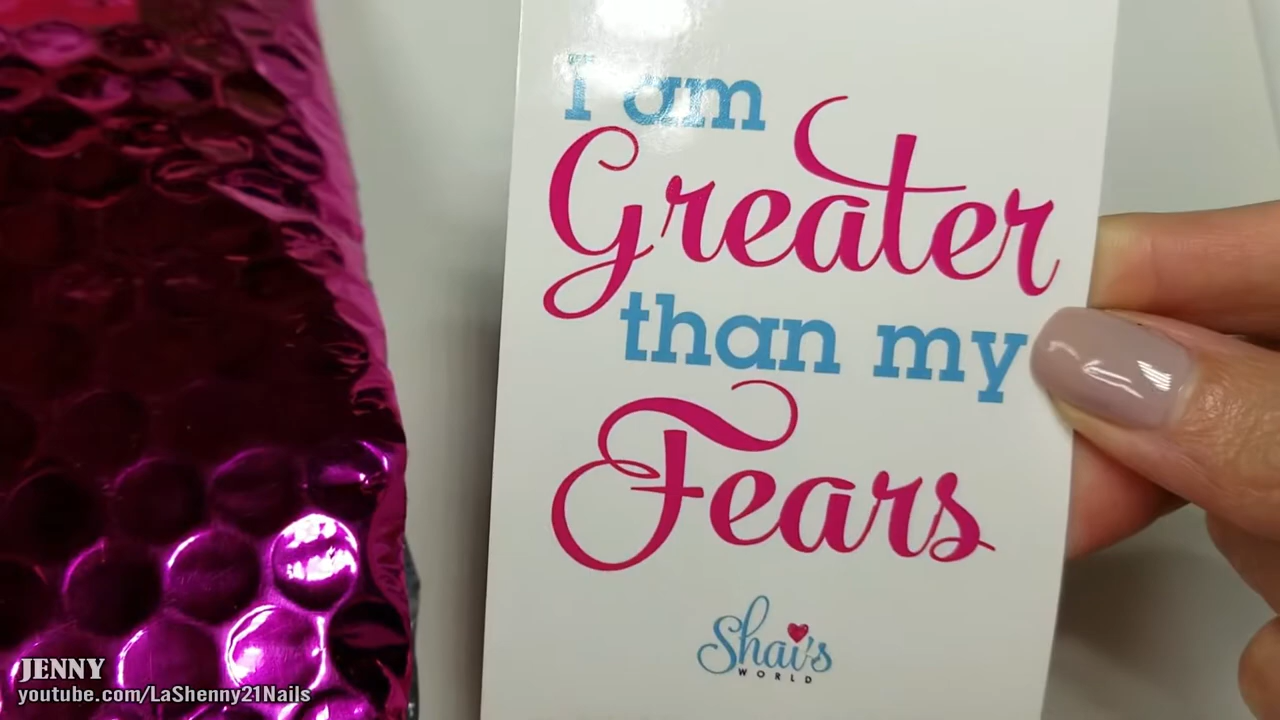 I am
Greater
than my
Fears
Shai's
WORLD
JENNY
youtube.com/LaShenny21Nails